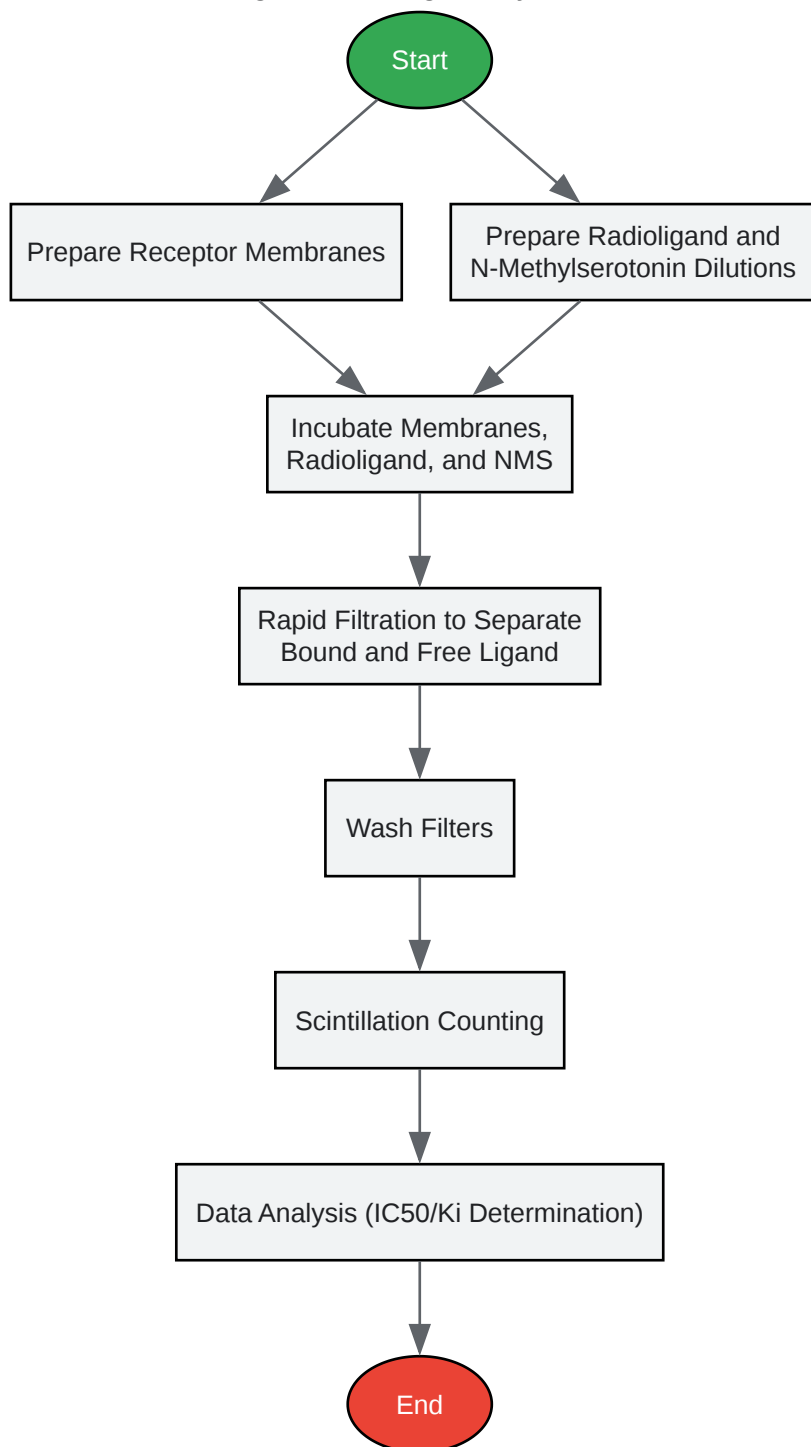 Start
Prepare Receptor Membranes
Prepare Radioligand and
N-Methylserotonin Dilutions
Incubate Membranes,
Radioligand, and NMS
Rapid Filtration to Separate
Bound and Free Ligand
Wash Filters
Scintillation Counting
Data Analysis (IC50/Ki Determination)
End